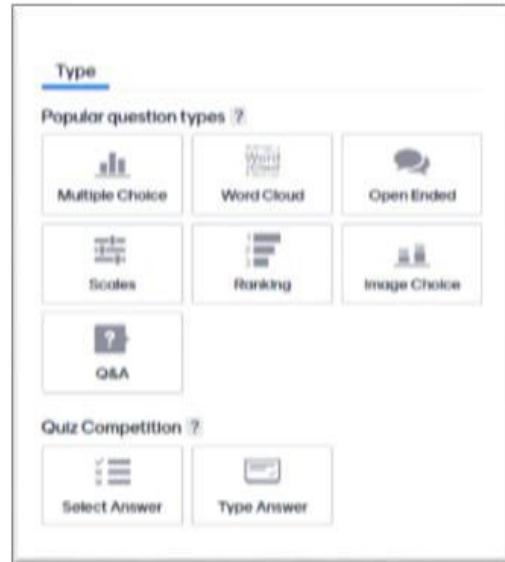 Type
Popular question types ?
Multiple Choice Word Cloud Open Ended
Scales Ranking Image Choice
?
Q&A
Quiz Competition ?
Select Answer Type Answer